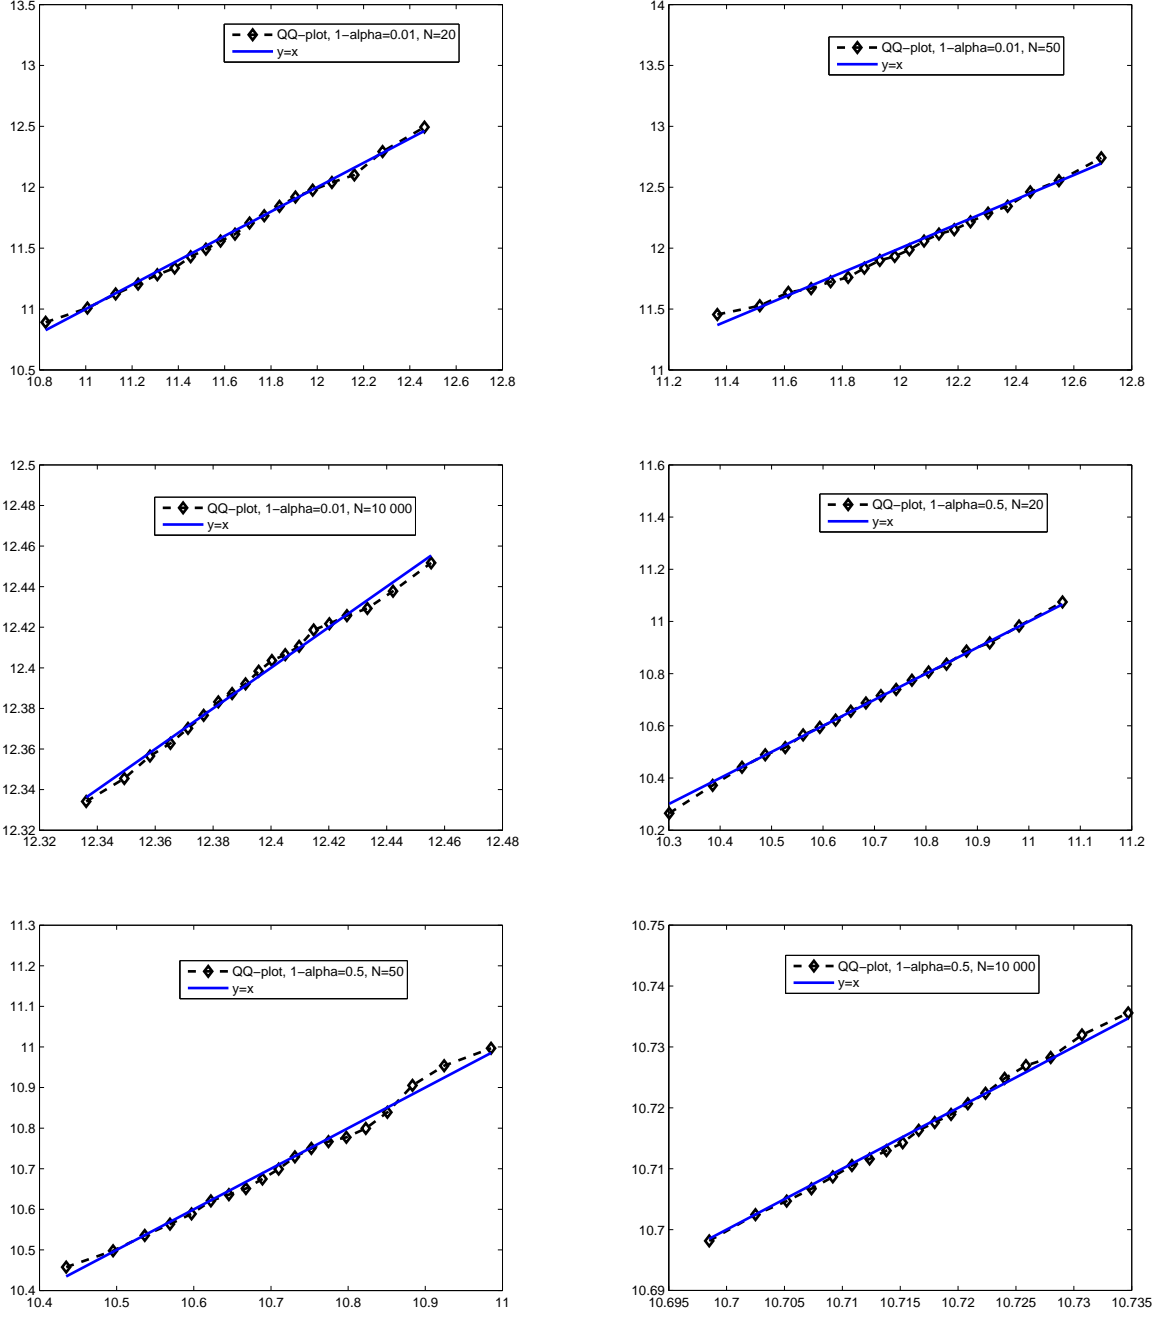 13.5
13
12.5
12
11.5
11
10.5
10.8 11 11.2 11.4 11.6 11.8 12 12.2 12.4 12.6 12.8
QQ-plot, 1-alpha=0.01, N=20
y=x
14
13.5
13
12.5
12
11.5
11
11.2 11.4 11.6 11.8 12 12.2 12.4 12.6 12.8
QQ-plot, 1-alpha=0.01, N=50
y=x
12.5
12.48
12.46
12.44
12.42
12.4
12.38
12.36
12.34
12.32
12.32 12.34 12.36 12.38 12.4 12.42 12.44 12.46 12.48
QQ-plot, 1-alpha=0.01, N=10 000
y=x
11.6
11.4
11.2
11
10.8
10.6
10.4
10.2
10.3 10.4 10.5 10.6 10.7 10.8 10.9 11 11.1 11.2
QQ-plot, 1-alpha=0.5, N=20
y=x
11.3
11.2
11.1
11
10.9
10.8
10.7
10.6
10.5
10.4
10.4 10.5 10.6 10.7 10.8 10.9 11
QQ-plot, 1-alpha=0.5, N=50
y=x
10.75
10.74
10.73
10.72
10.71
10.7
10.69
10.695 10.7 10.705 10.71 10.715 10.72 10.725 10.73 10.735
QQ-plot, 1-alpha=0.5, N=10 000
y=x